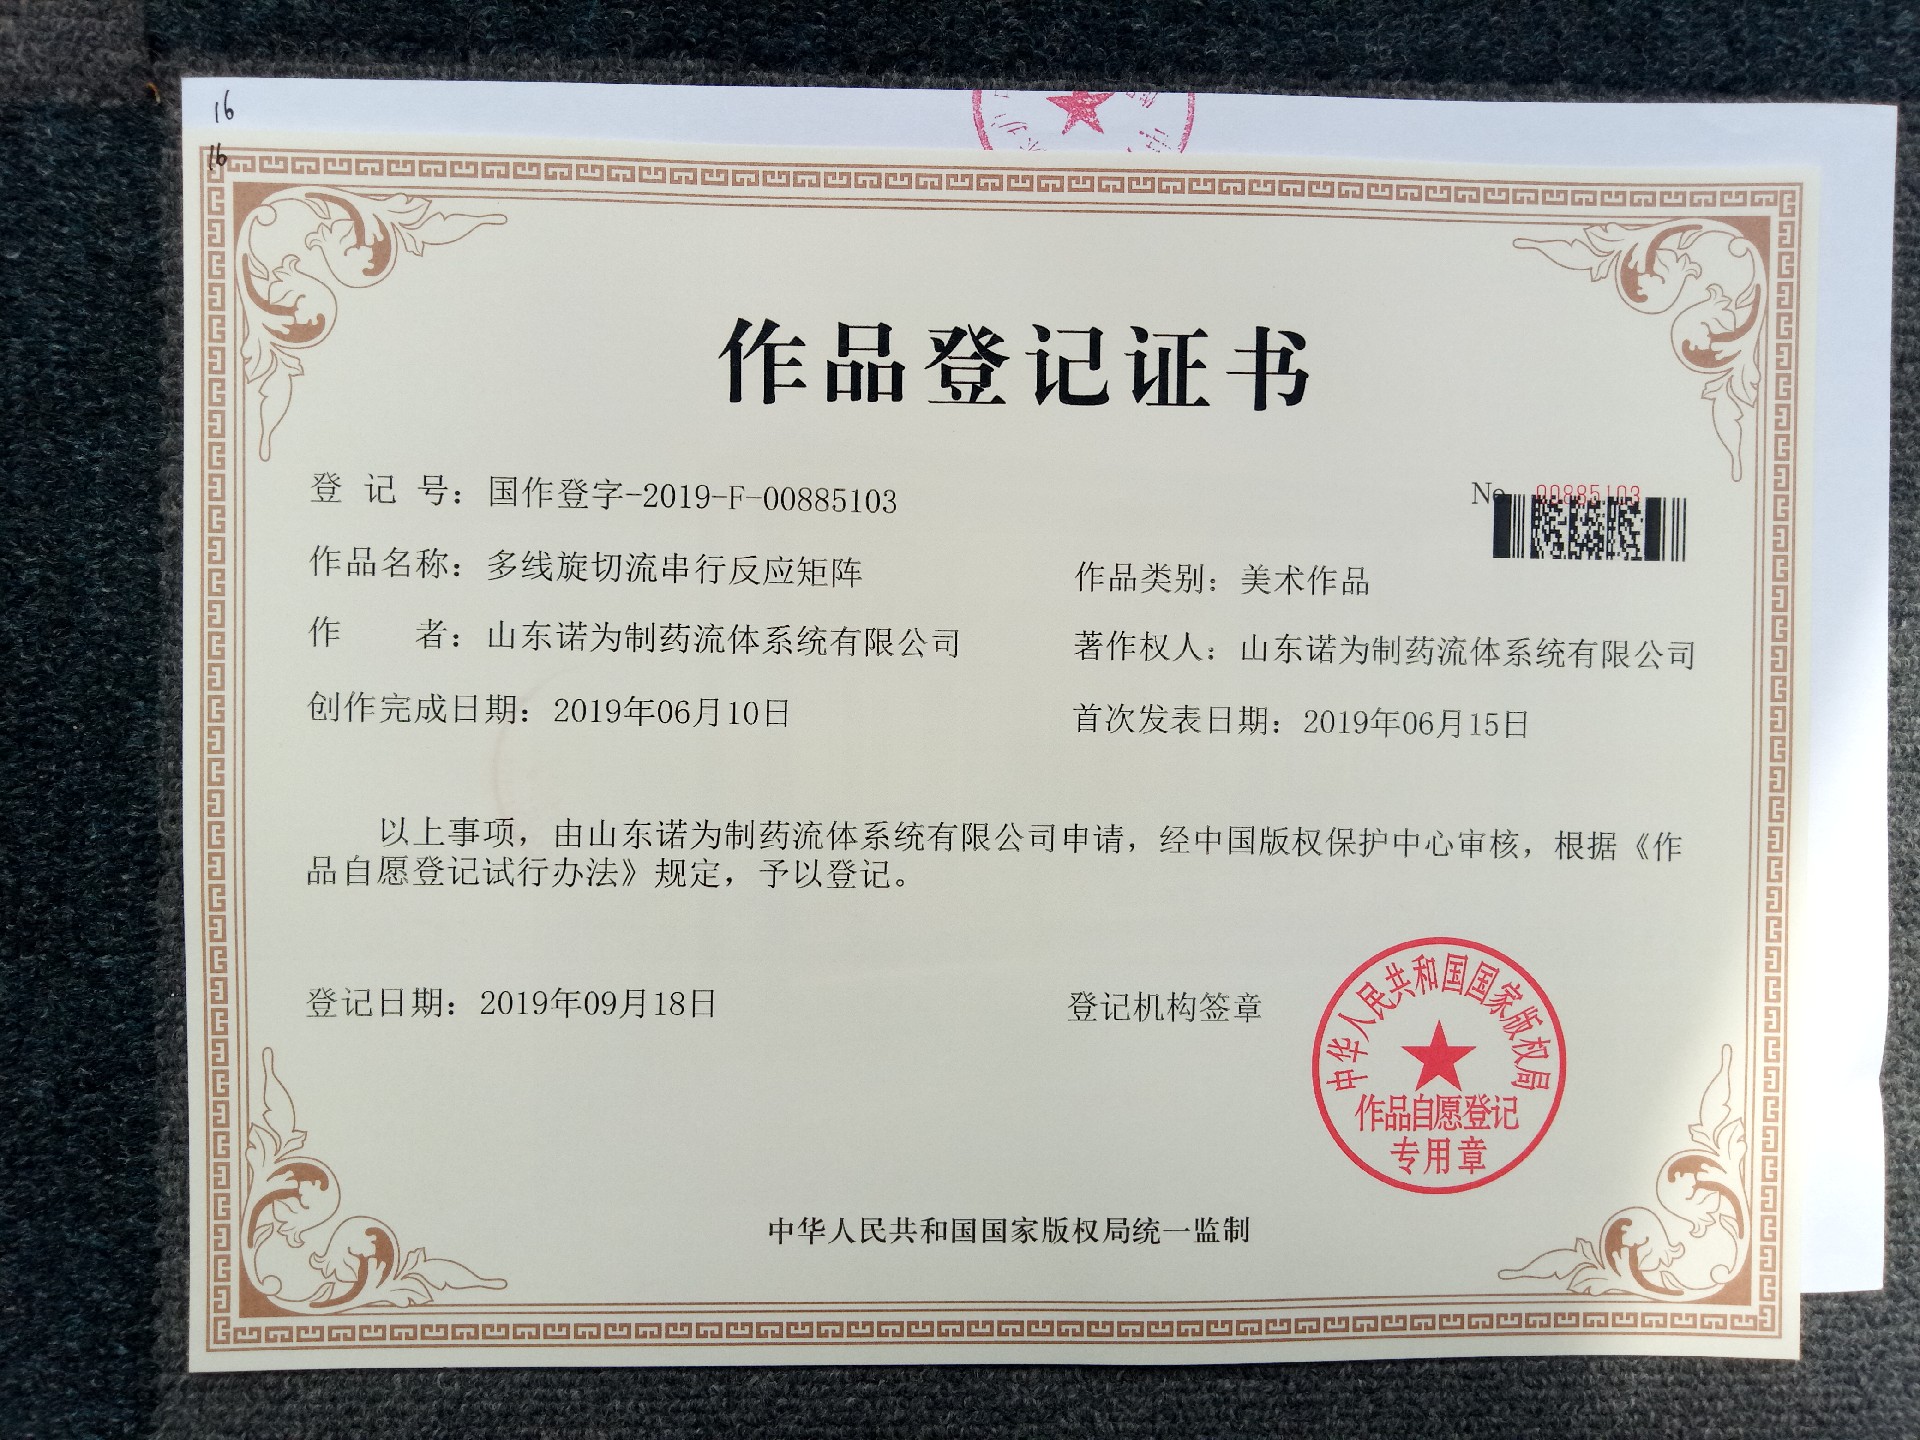 16
16
作品登记证书
登记号：国作登字-2019-F-00885103
No. 00885103
作品名称：多线旋切流串行反应矩阵
作品类别：美术作品
作者：山东诺为制药流体系统有限公司
著作权人：山东诺为制药流体系统有限公司
创作完成日期：2019年06月10日
首次发表日期：2019年06月15日
以上事项，由山东诺为制药流体系统有限公司申请，经中国版权保护中心审核，根据《作
品自愿登记试行办法》规定，予以登记。
登记日期：2019年09月18日
登记机构签章
中华人民共和国国家版权局
作品自愿登记
专用章
中华人民共和国国家版权局统一监制